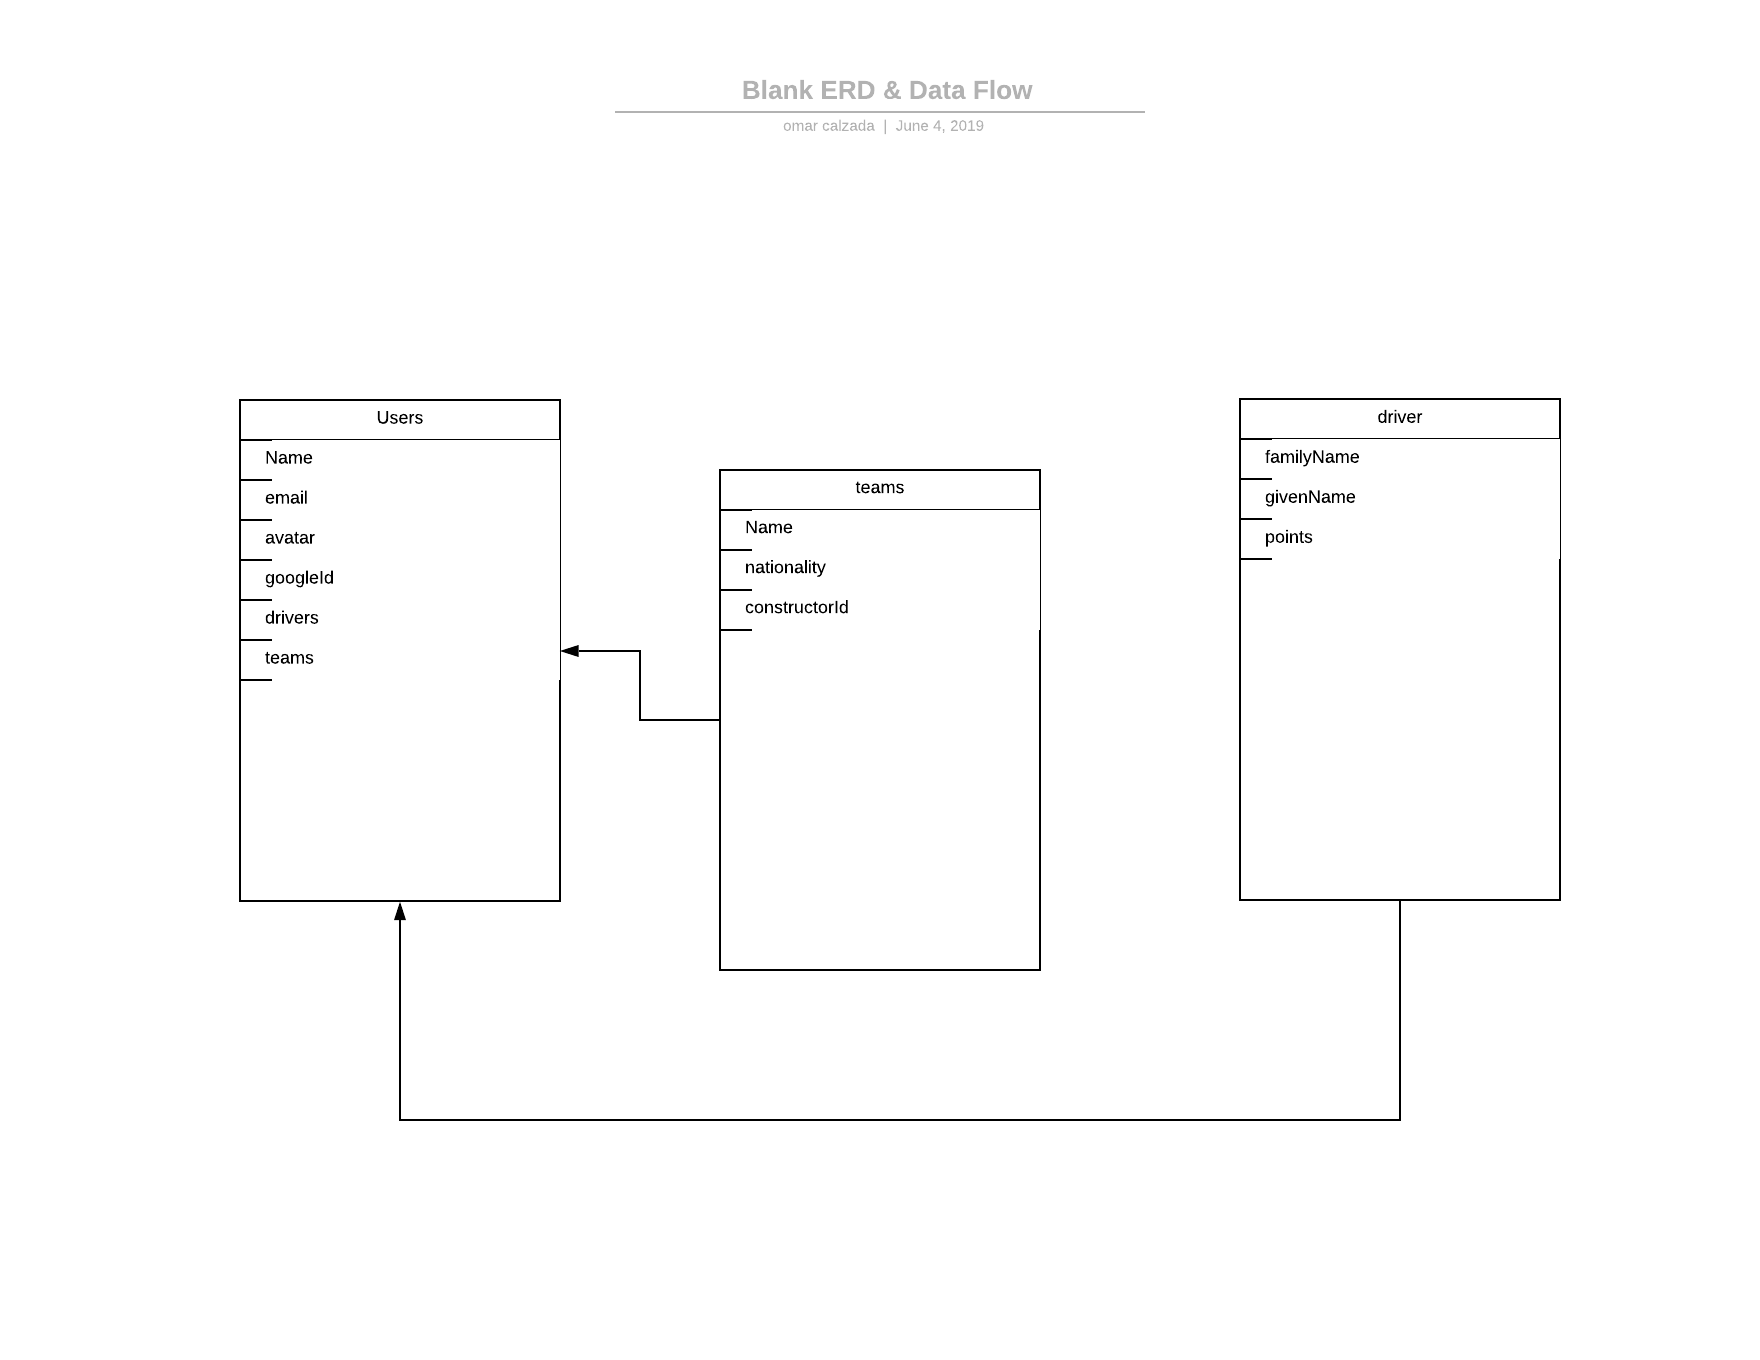 Blank ERD & Data Flow
omar calzada | June 4, 2019
Users
Name
email
avatar
googleId
drivers
teams
teams
Name
nationality
constructorId
driver
familyName
givenName
points